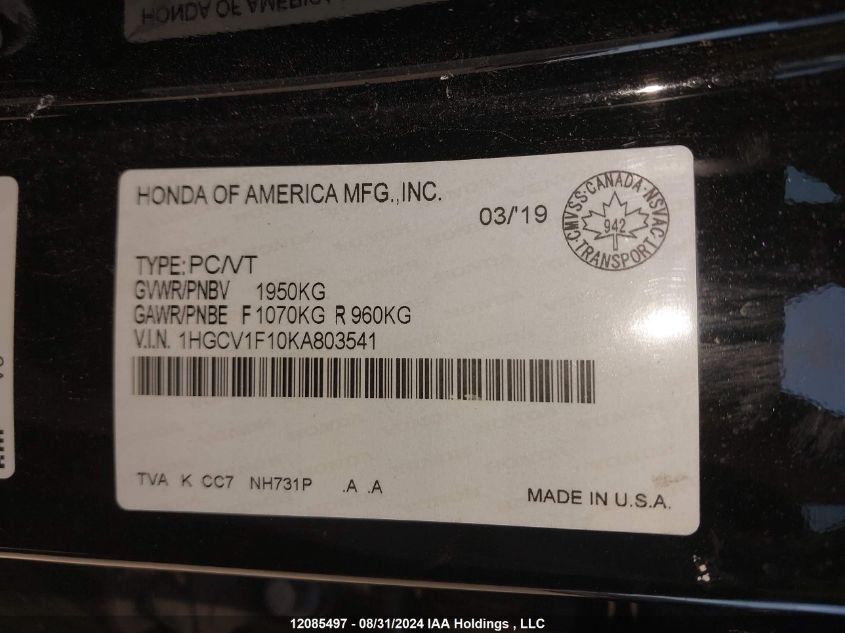 HONDA OF AMERICA MFG.,INC.
03/'19
CMVSS·CANADA·NSVAC
942
TRANSPORT
TYPE: PC/VT
GVWR/PNBV 1950KG
GAWR/PNBE F 1070KG R 960KG
V.I.N. 1HGCV1F10KA803541
TVA K CC7 NH731P .A .A
MADE IN U.S.A.
12085497 - 08/31/2024 IAA Holdings , LLC